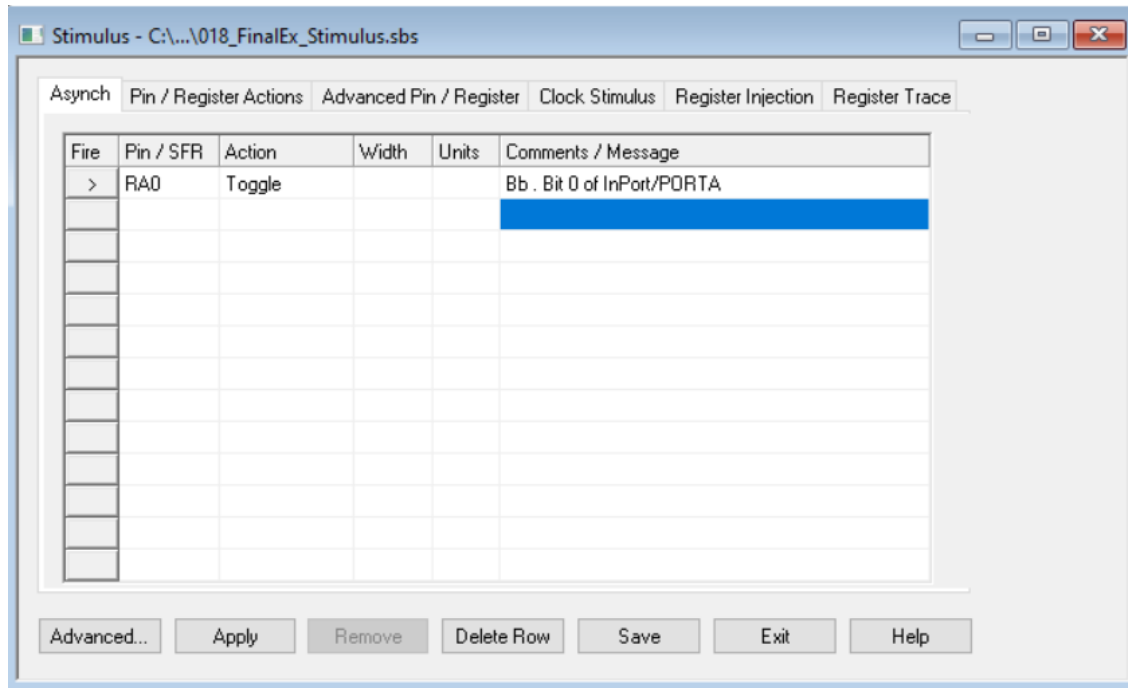 Stimulus - C:\...\018_FinalEx_Stimulus.sbs
Asynch Pin / Register Actions Advanced Pin / Register Clock Stimulus Register Injection Register Trace
Fire Pin / SFR Action Width Units Comments / Message
> RA0 Toggle Bb . Bit 0 of InPort/PORTA
Advanced... Apply Remove Delete Row Save Exit Help